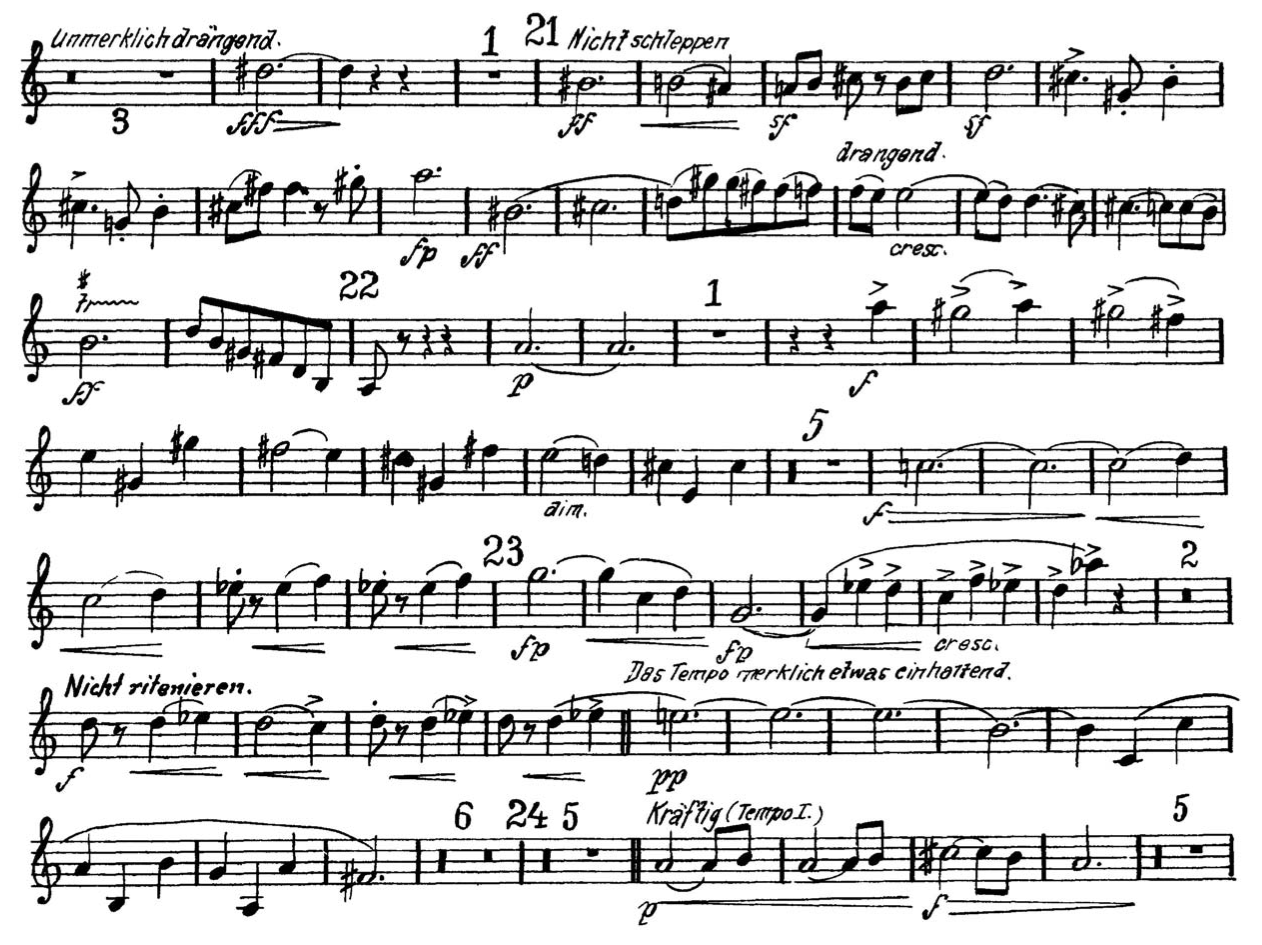 unmerklich drängend.
1 21 Nicht schleppen
3 fff ff sf sf
drangend.
fp ff cresc.
tr 22 1
ff p f
5
dim. f
23 2
fp fp cresc.
Nicht ritenieren. Das Tempo merklich etwas einhaltend.
f pp
6 24 5 Kräftig (Tempo I.) 5
p f